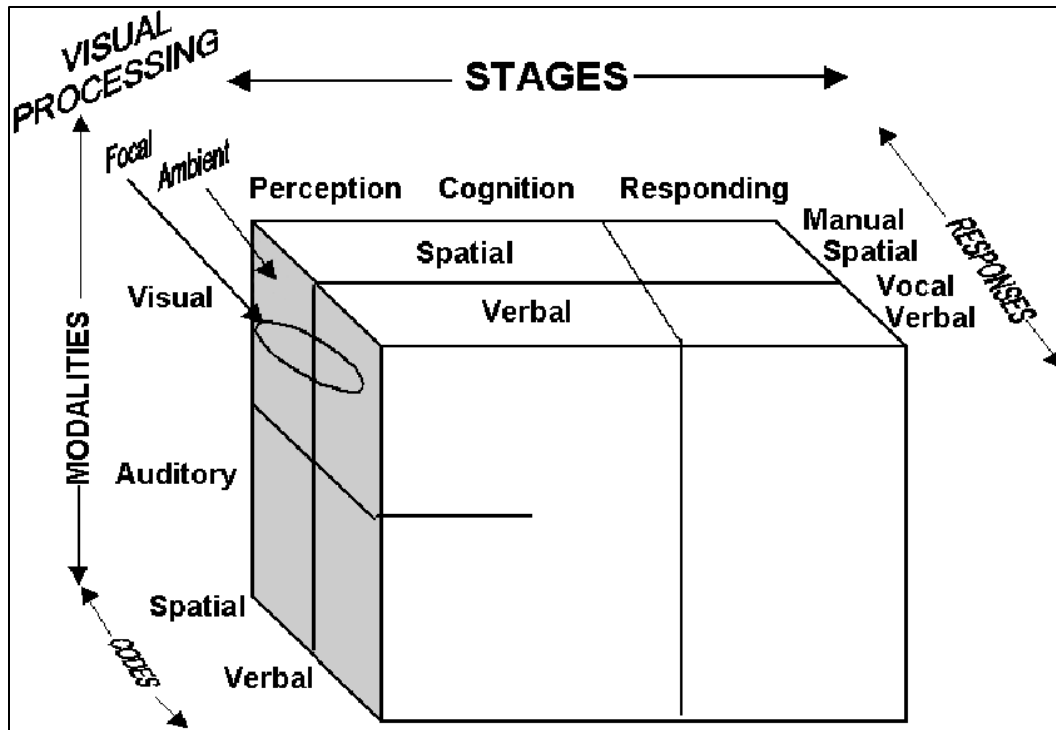 VISUAL
PROCESSING
STAGES
Focal
Ambient
Perception Cognition Responding
Manual
Spatial
Spatial
Vocal
Verbal
Verbal
RESPONSES
Visual
MODALITIES
Auditory
Spatial
Verbal
CODES